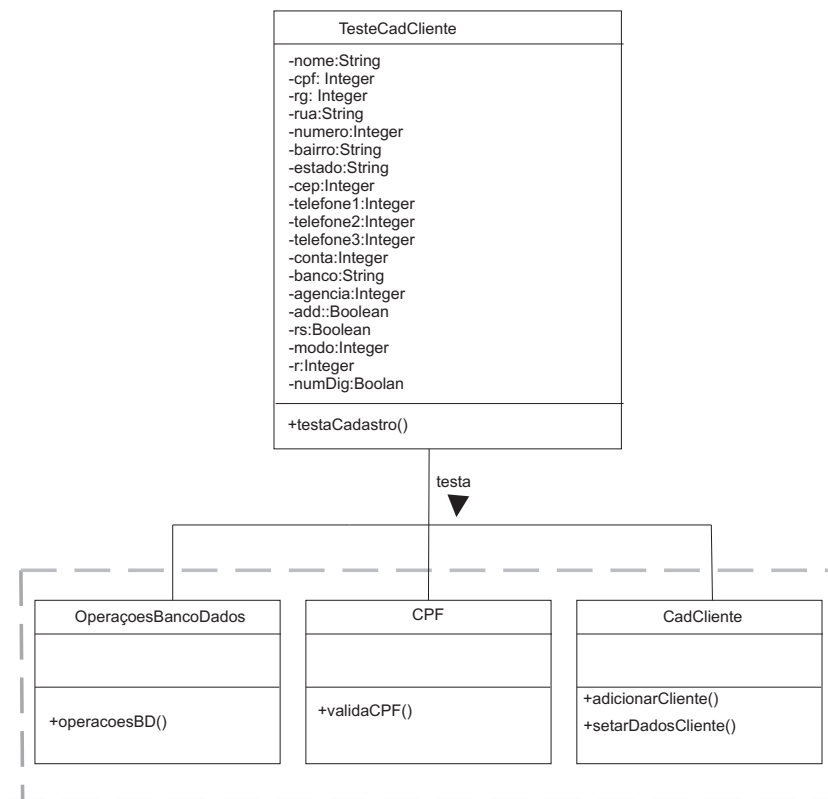 TesteCadCliente
-nome:String
-cpf: Integer
-rg: Integer
-rua:String
-numero:Integer
-bairro:String
-estado:String
-cep:Integer
-telefone1:Integer
-telefone2:Integer
-telefone3:Integer
-conta:Integer
-banco:String
-agencia:Integer
-add::Boolean
-rs:Boolean
-modo:Integer
-r:Integer
-numDig:Boolan
+testaCadastro()
testa
OperaçoesBancoDados
+operacoesBD()
CPF
+validaCPF()
CadCliente
+adicionarCliente()
+setarDadosCliente()